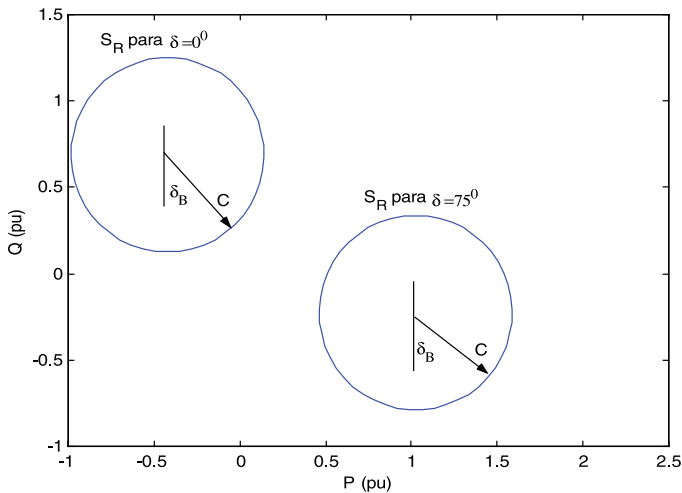 S_R para δ=0⁰
1.5
1
0.5
0
-0.5
-1
Q (pu)
δ_B
C
S_R para δ=75⁰
δ_B
C
-1
-0.5
0
0.5
1
1.5
2
2.5
P (pu)